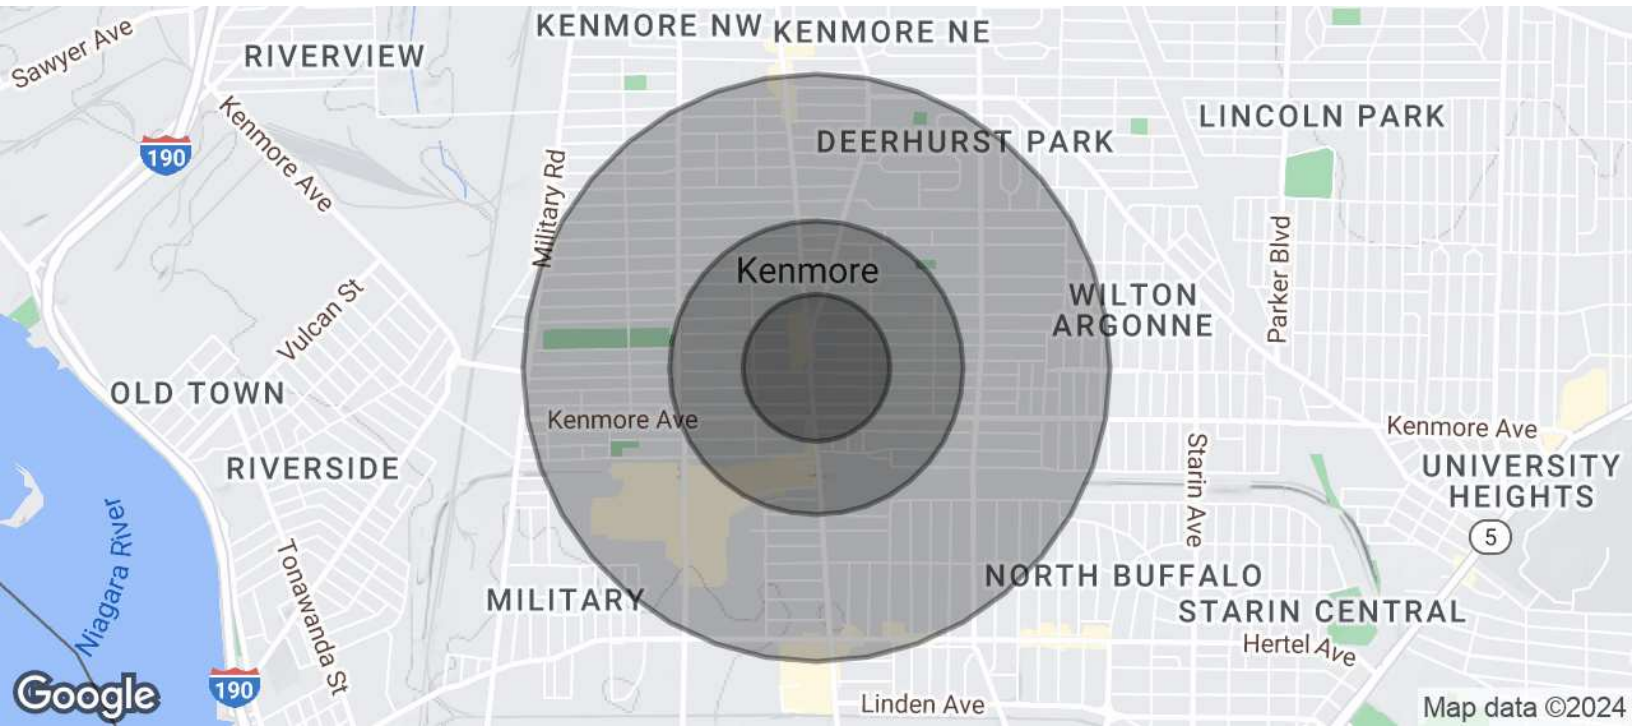 KENMORE NW
KENMORE NE
Sawyer Ave
RIVERVIEW
Kenmore Ave
190
LINCOLN PARK
DEERHURST PARK
Military Rd
Kenmore
Parker Blvd
WILTON
ARGONNE
Vulcan St
OLD TOWN
Kenmore Ave
Kenmore Ave
RIVERSIDE
Starin Ave
UNIVERSITY
HEIGHTS
5
Niagara River
Tonawanda St
MILITARY
NORTH BUFFALO
STARIN CENTRAL
Hertel Ave
190
Google
Linden Ave
Map data ©2024